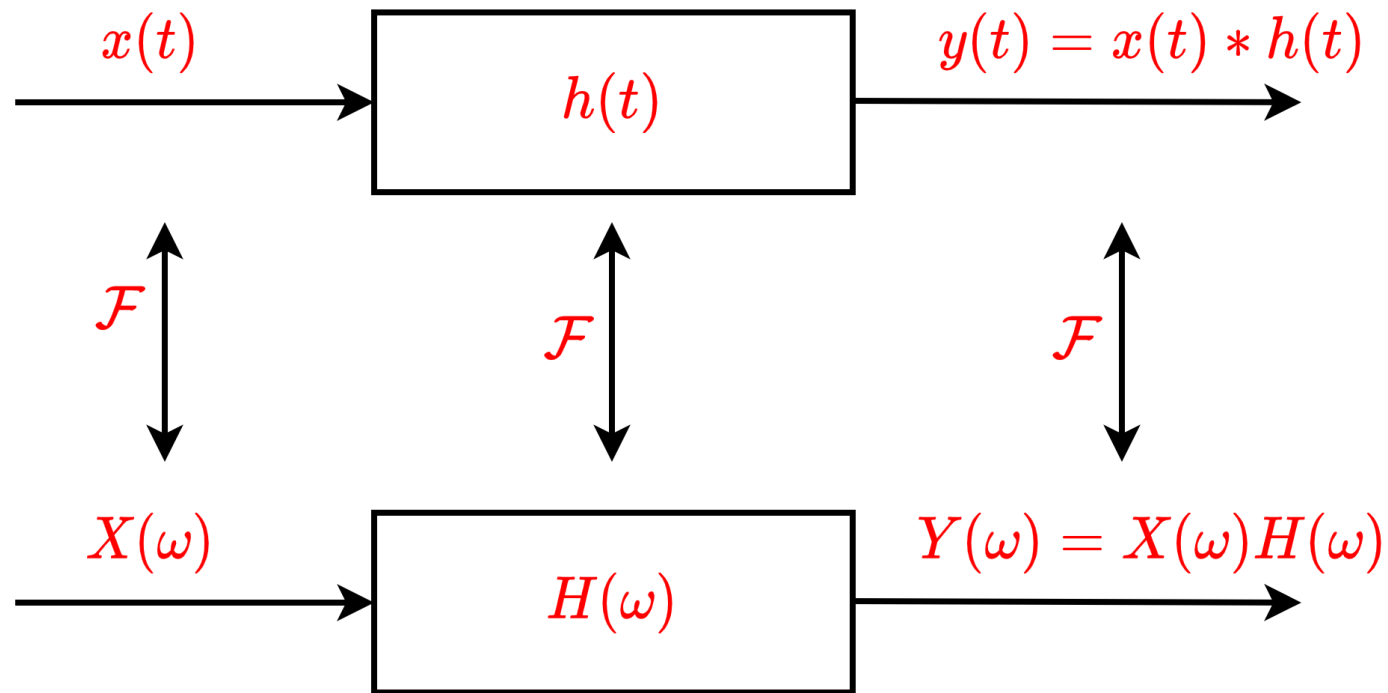 x(t)
h(t)
y(t) = x(t) * h(t)
ℱ
ℱ
ℱ
X(ω)
H(ω)
Y(ω) = X(ω)H(ω)